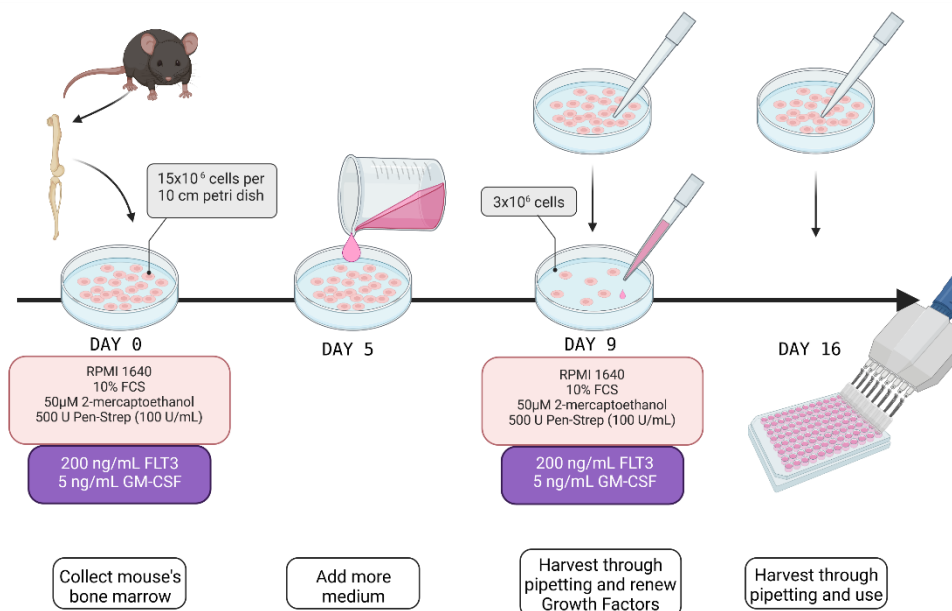 15x10⁶ cells per
10 cm petri dish
3x10⁶ cells
DAY 0
DAY 5
DAY 9
DAY 16
RPMI 1640
10% FCS
50µM 2-mercaptoethanol
500 U Pen-Strep (100 U/mL)
200 ng/mL FLT3
5 ng/mL GM-CSF
RPMI 1640
10% FCS
50µM 2-mercaptoethanol
500 U Pen-Strep (100 U/mL)
200 ng/mL FLT3
5 ng/mL GM-CSF
Collect mouse's
bone marrow
Add more
medium
Harvest through
pipetting and renew
Growth Factors
Harvest through
pipetting and use